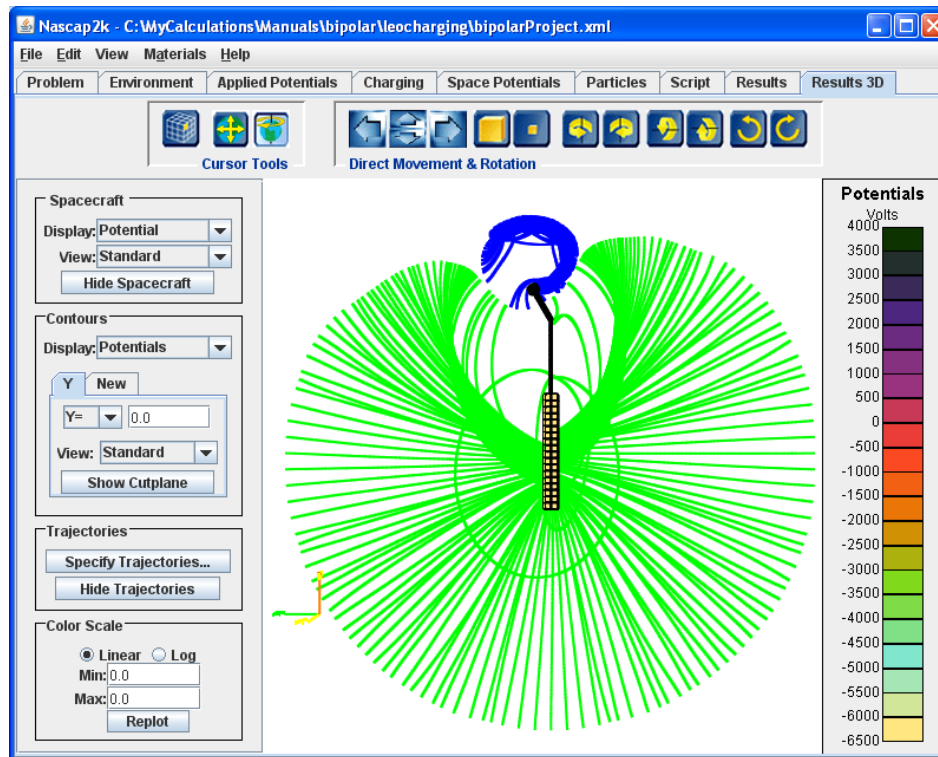 Nascap2k - C:\MyCalculations\Manuals\bipolar\leocharging\bipolarProject.xml
File Edit View Materials Help
Problem Environment Applied Potentials Charging Space Potentials Particles Script Results Results 3D
Cursor Tools Direct Movement & Rotation
Spacecraft
Display: Potential
View: Standard
Hide Spacecraft
Contours
Display: Potentials
Y New
Y= 0.0
View: Standard
Show Cutplane
Trajectories
Specify Trajectories...
Hide Trajectories
Color Scale
Linear Log
Min: 0.0
Max: 0.0
Replot
Potentials
Volts
4000
3500
3000
2500
2000
1500
1000
500
0
-500
-1000
-1500
-2000
-2500
-3000
-3500
-4000
-4500
-5000
-5500
-6000
-6500